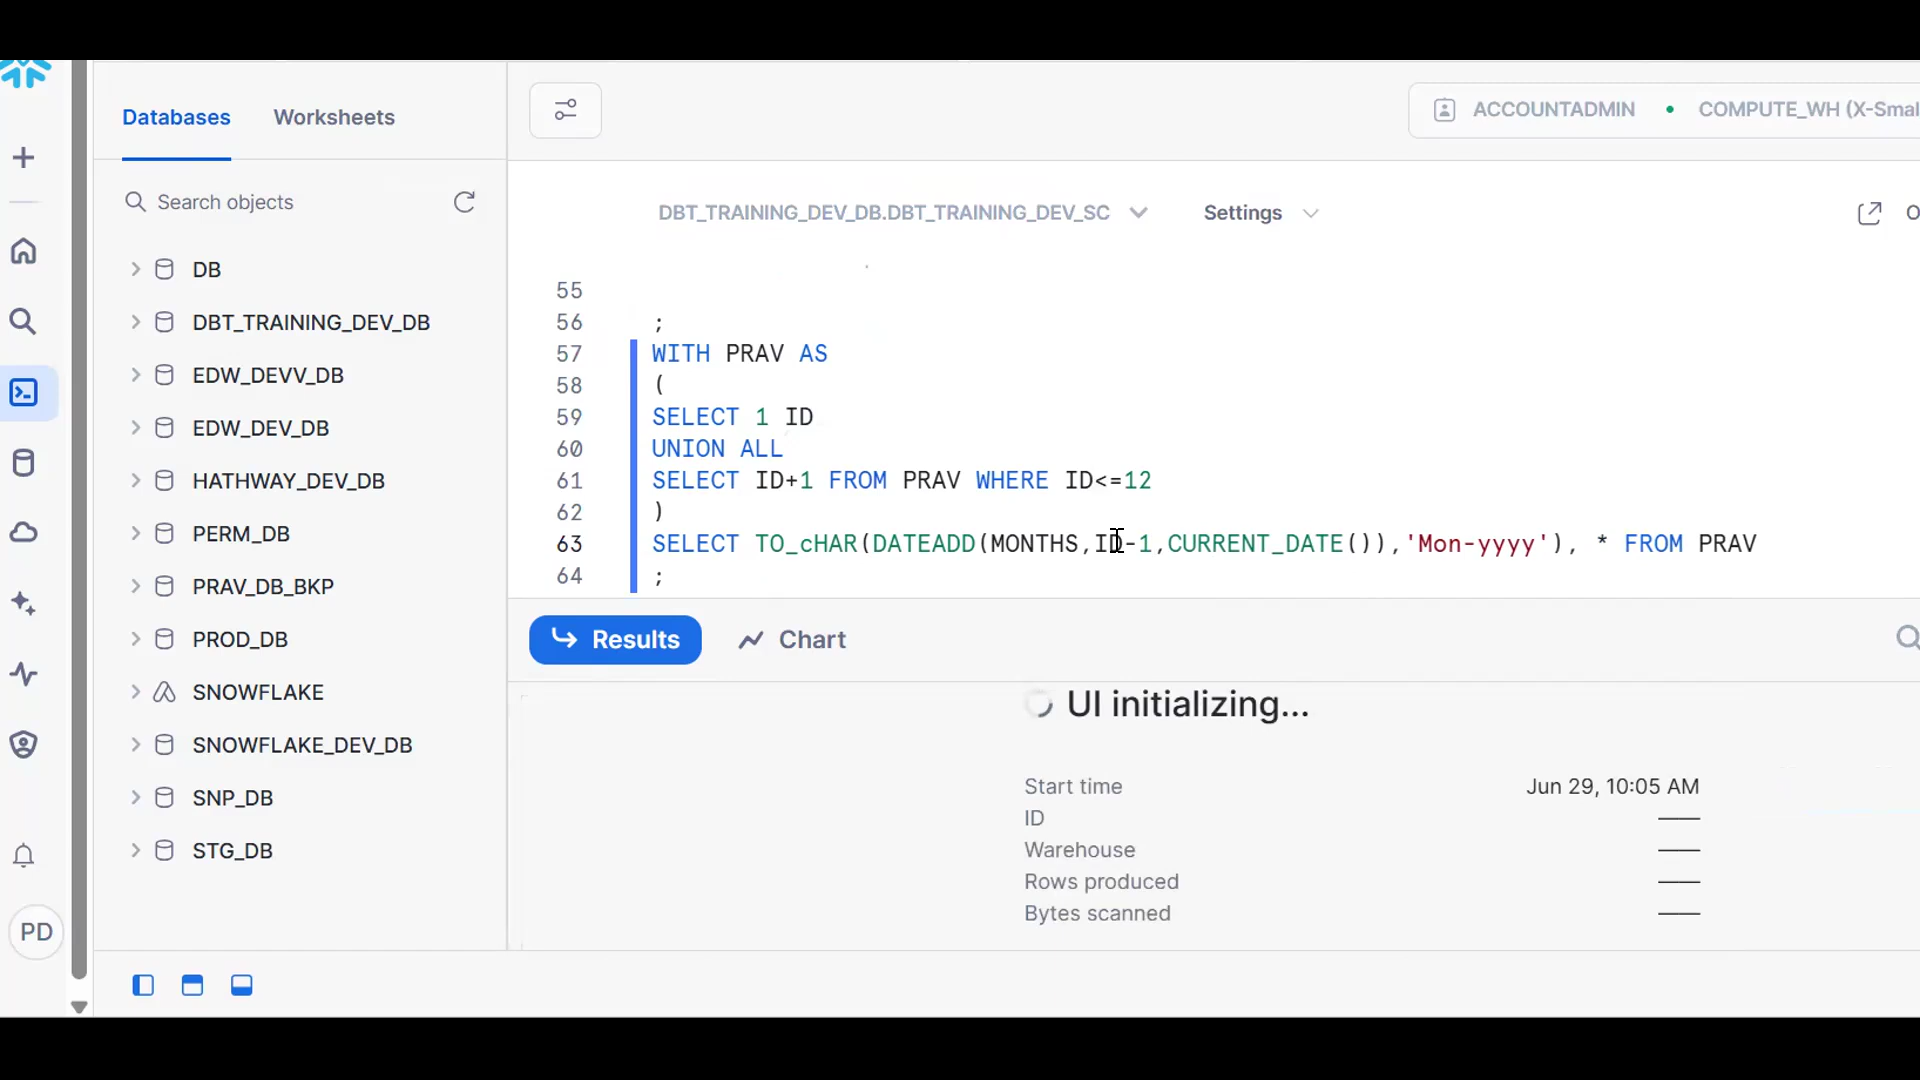 Databases
Worksheets
ACCOUNTADMIN
COMPUTE_WH (X-Smal
Search objects
DBT_TRAINING_DEV_DB.DBT_TRAINING_DEV_SC
Settings
DB
DBT_TRAINING_DEV_DB
EDW_DEVV_DB
EDW_DEV_DB
HATHWAY_DEV_DB
PERM_DB
PRAV_DB_BKP
PROD_DB
SNOWFLAKE
SNOWFLAKE_DEV_DB
SNP_DB
STG_DB
PD
55
56 ;
57 WITH PRAV AS
58 (
59 SELECT 1 ID
60 UNION ALL
61 SELECT ID+1 FROM PRAV WHERE ID<=12
62 )
63 SELECT TO_cHAR(DATEADD(MONTHS,ID-1,CURRENT_DATE()),'Mon-yyyy'), * FROM PRAV
64 ;
Results
Chart
UI initializing...
Start time Jun 29, 10:05 AM
ID
Warehouse
Rows produced
Bytes scanned